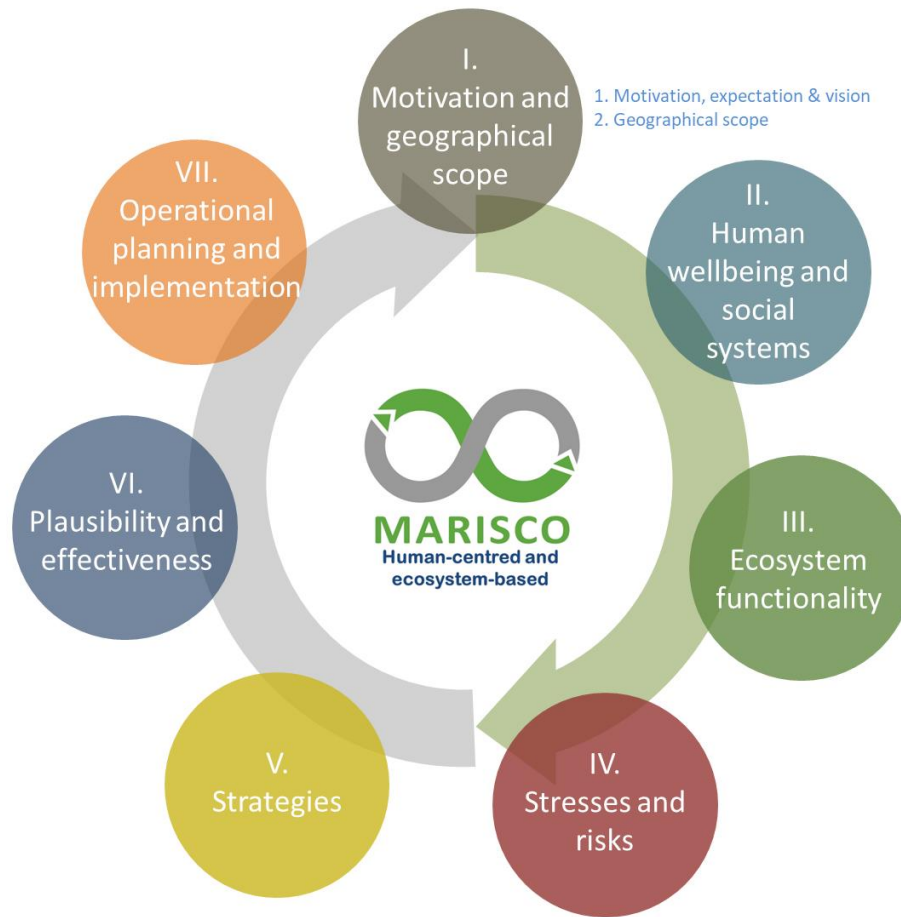 I.
Motivation and
geographical
scope
1. Motivation, expectation & vision
2. Geographical scope
II.
Human
wellbeing and
social
systems
III.
Ecosystem
functionality
IV.
Stresses and
risks
V.
Strategies
VI.
Plausibility and
effectiveness
VII.
Operational
planning and
implementation
MARISCO
Human-centred and
ecosystem-based